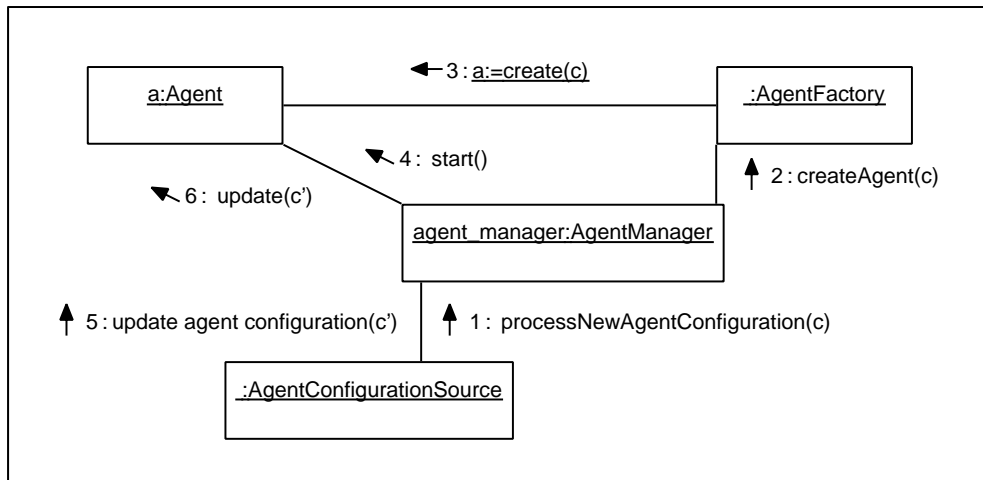 3 : a:=create(c)
a:Agent
:AgentFactory
4 : start()
2 : createAgent(c)
6 : update(c’)
agent_manager:AgentManager
5 : update agent configuration(c’)
1 : processNewAgentConfiguration(c)
:AgentConfigurationSource